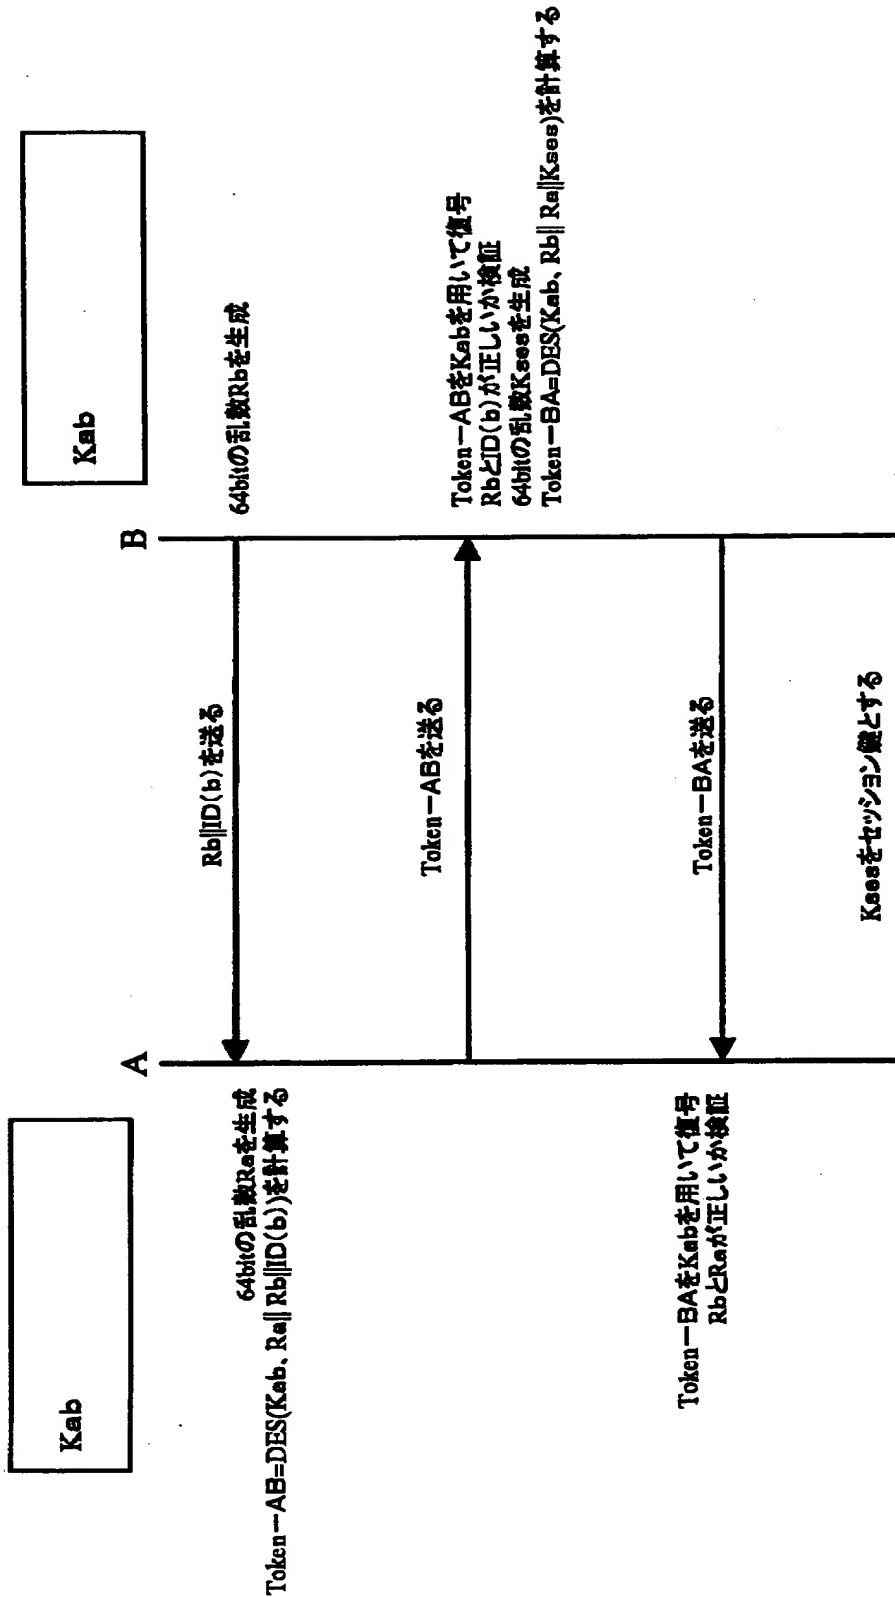 Kab
Kab
A
B
64bitの乱数Rbを生成
Rb||ID(b)を送る
64bitの乱数Raを生成
Token－AB=DES(Kab、Ra|| Rb||ID(b))を計算する
Token－ABを送る
Token－ABをKabを用いて復号
RbとID(b)が正しいか検証
64bitの乱数Ksesを生成
Token－BA=DES(Kab、Rb|| Ra||Kses)を計算する
Token－BAを送る
Token－BAをKabを用いて復号
RbとRaが正しいか検証
Ksesをセッション鍵とする